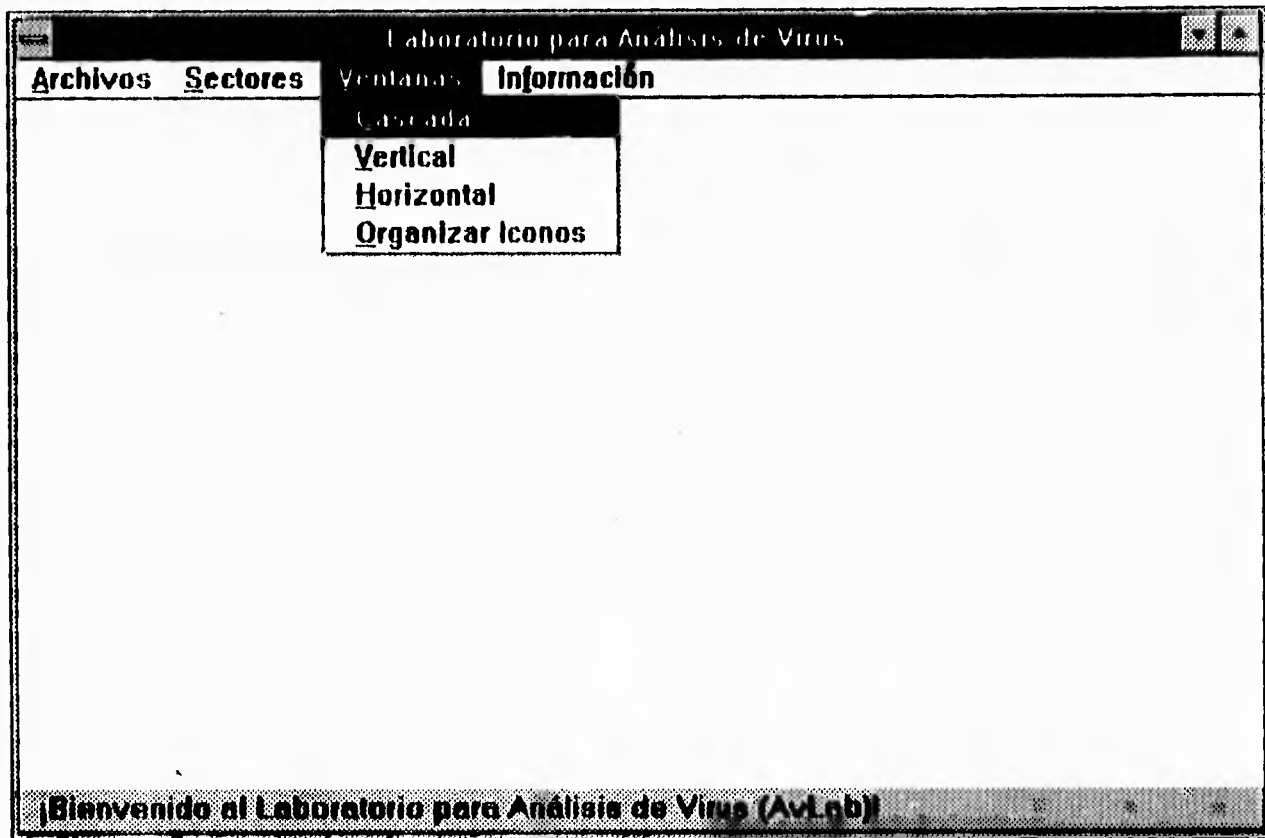 Laboratorio para Análisis de Virus
Archivos Sectores Ventanas Información
Cascada
Vertical
Horizontal
Organizar iconos
¡Bienvenido al Laboratorio para Análisis de Virus (AvLab)!